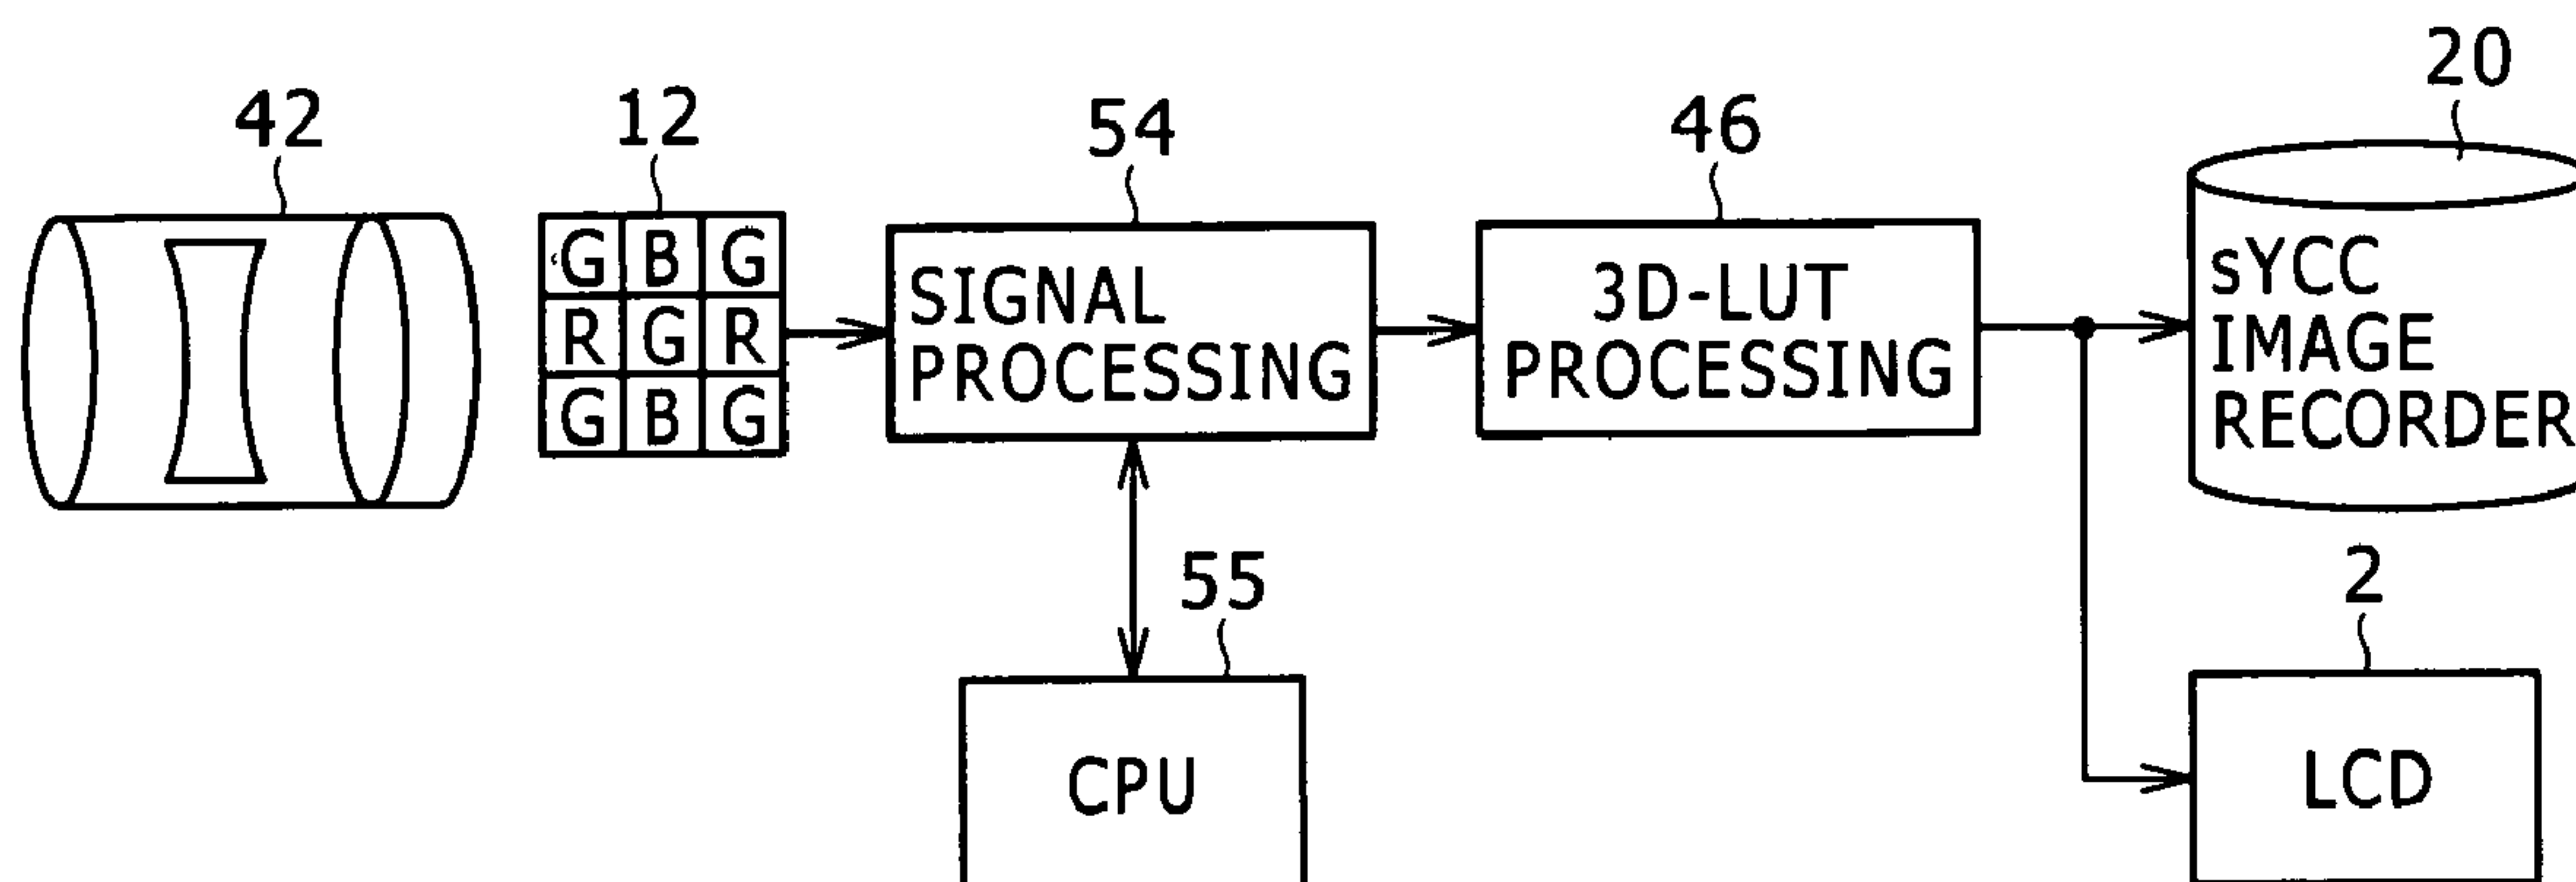 42
12
54
46
20
G B G
R G R
G B G
SIGNAL
PROCESSING
3D-LUT
PROCESSING
sYCC
IMAGE
RECORDER
55
2
CPU
LCD